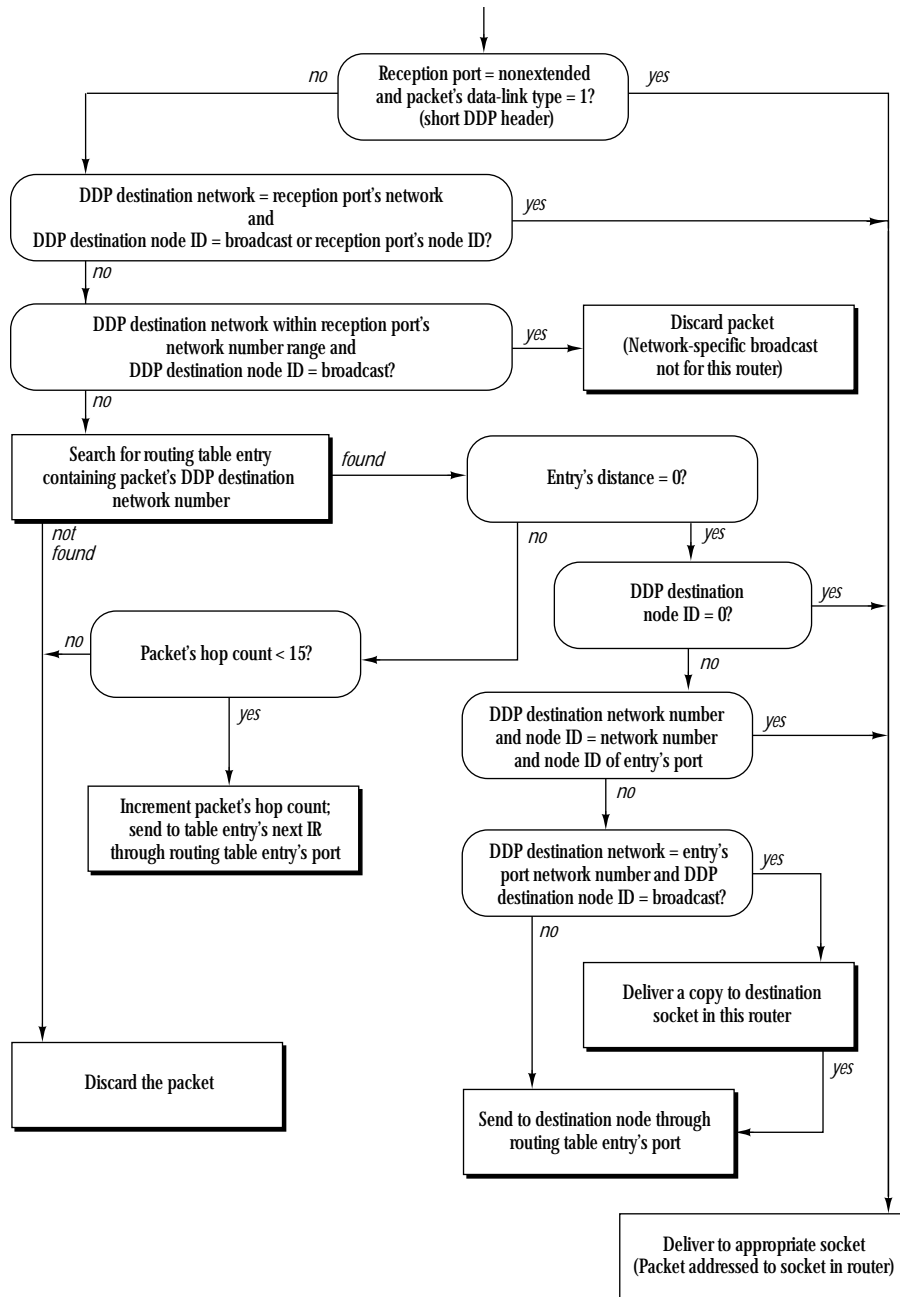 no
Reception port = nonextended
and packet's data-link type = 1?
(short DDP header)
yes
DDP destination network = reception port's network
and
DDP destination node ID = broadcast or reception port's node ID?
yes
no
DDP destination network within reception port's
network number range and
DDP destination node ID = broadcast?
yes
Discard packet
(Network-specific broadcast
not for this router)
no
Search for routing table entry
containing packet's DDP destination
network number
found
Entry's distance = 0?
not
found
no
yes
DDP destination
node ID = 0?
yes
no
Packet's hop count < 15?
no
yes
DDP destination network number
and node ID = network number
and node ID of entry's port
yes
no
Increment packet's hop count;
send to table entry's next IR
through routing table entry's port
DDP destination network = entry's
port network number and DDP
destination node ID = broadcast?
yes
no
Deliver a copy to destination
socket in this router
yes
Discard the packet
Send to destination node through
routing table entry's port
Deliver to appropriate socket
(Packet addressed to socket in router)